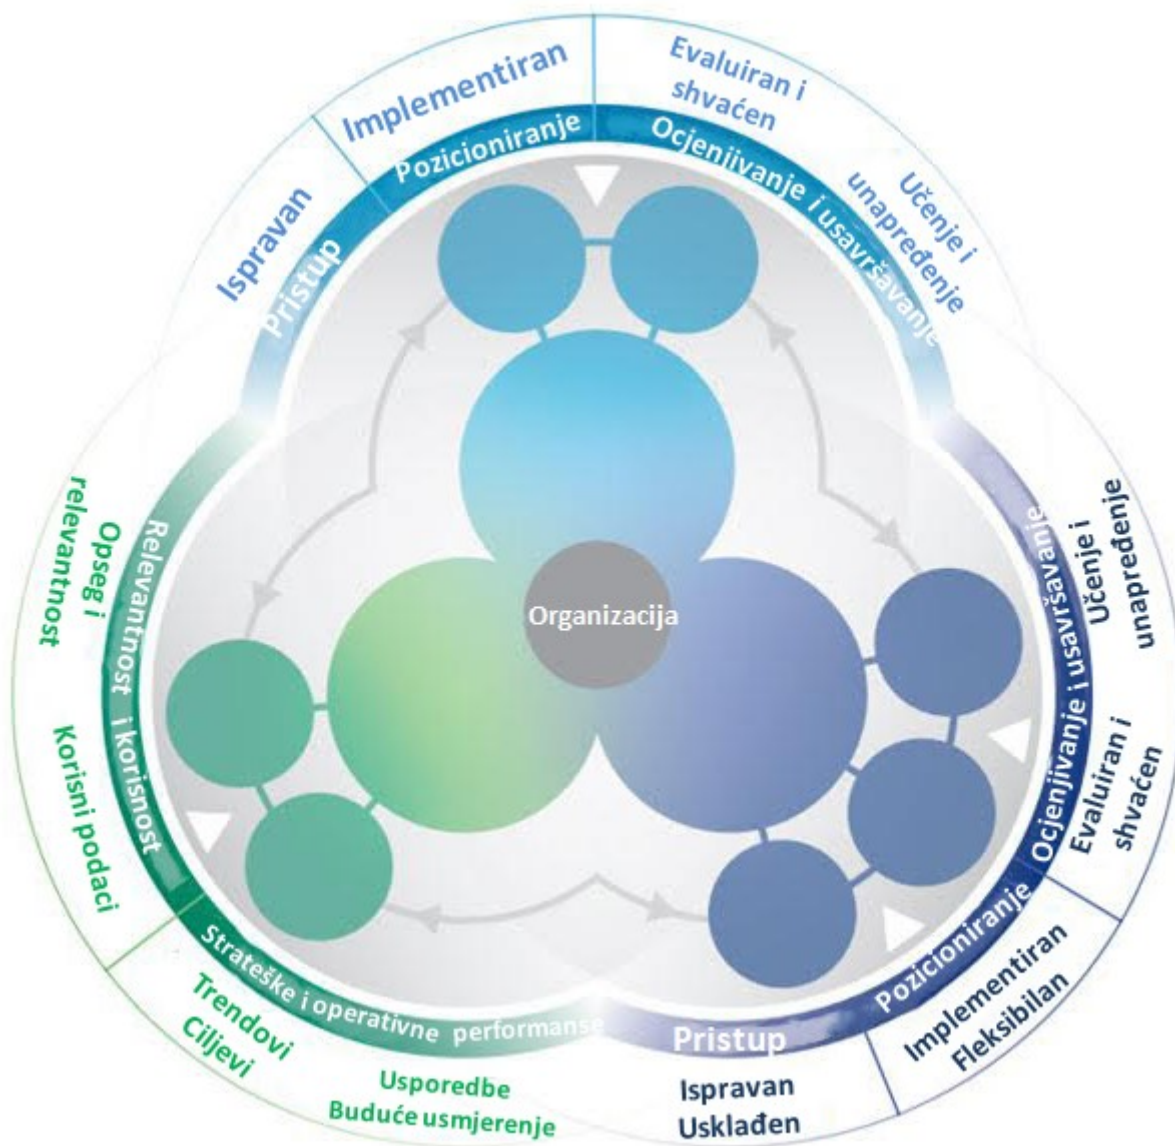 Implementiran
Evaluiran i
shvaćen
Pozicioniranje
Ocjenjivanje i usavršavanje
Učenje i
unapređenje
Ispravan
Pristup
Opseg i
relevantnost
Relevantnost i korisnost
Korisni podaci
Organizacija
Ocjenjivanje i usavršavanje
Učenje i
unapređenje
Evaluiran i
shvaćen
Strateške i operativne performanse
Trendovi
Ciljevi
Usporedbe
Buduće usmjerenje
Pristup
Ispravan
Usklađen
Pozicioniranje
Implementiran
Fleksibilan